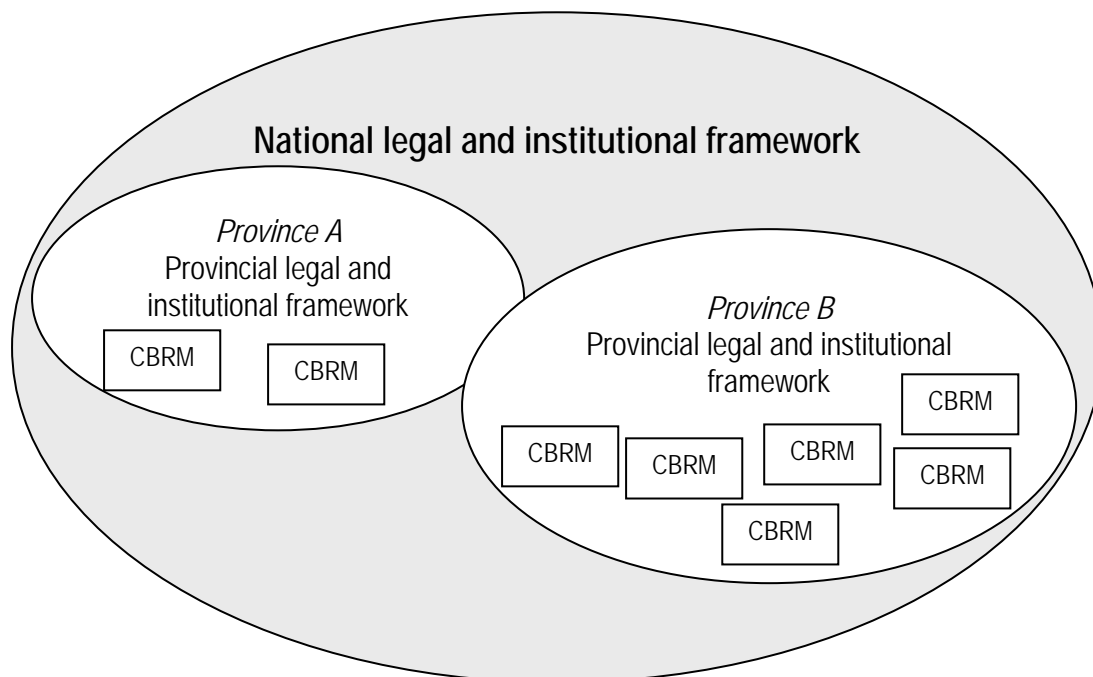 National legal and institutional framework
Province A
Provincial legal and
institutional framework
CBRM
CBRM
Province B
Provincial legal and institutional
framework
CBRM
CBRM
CBRM
CBRM
CBRM
CBRM